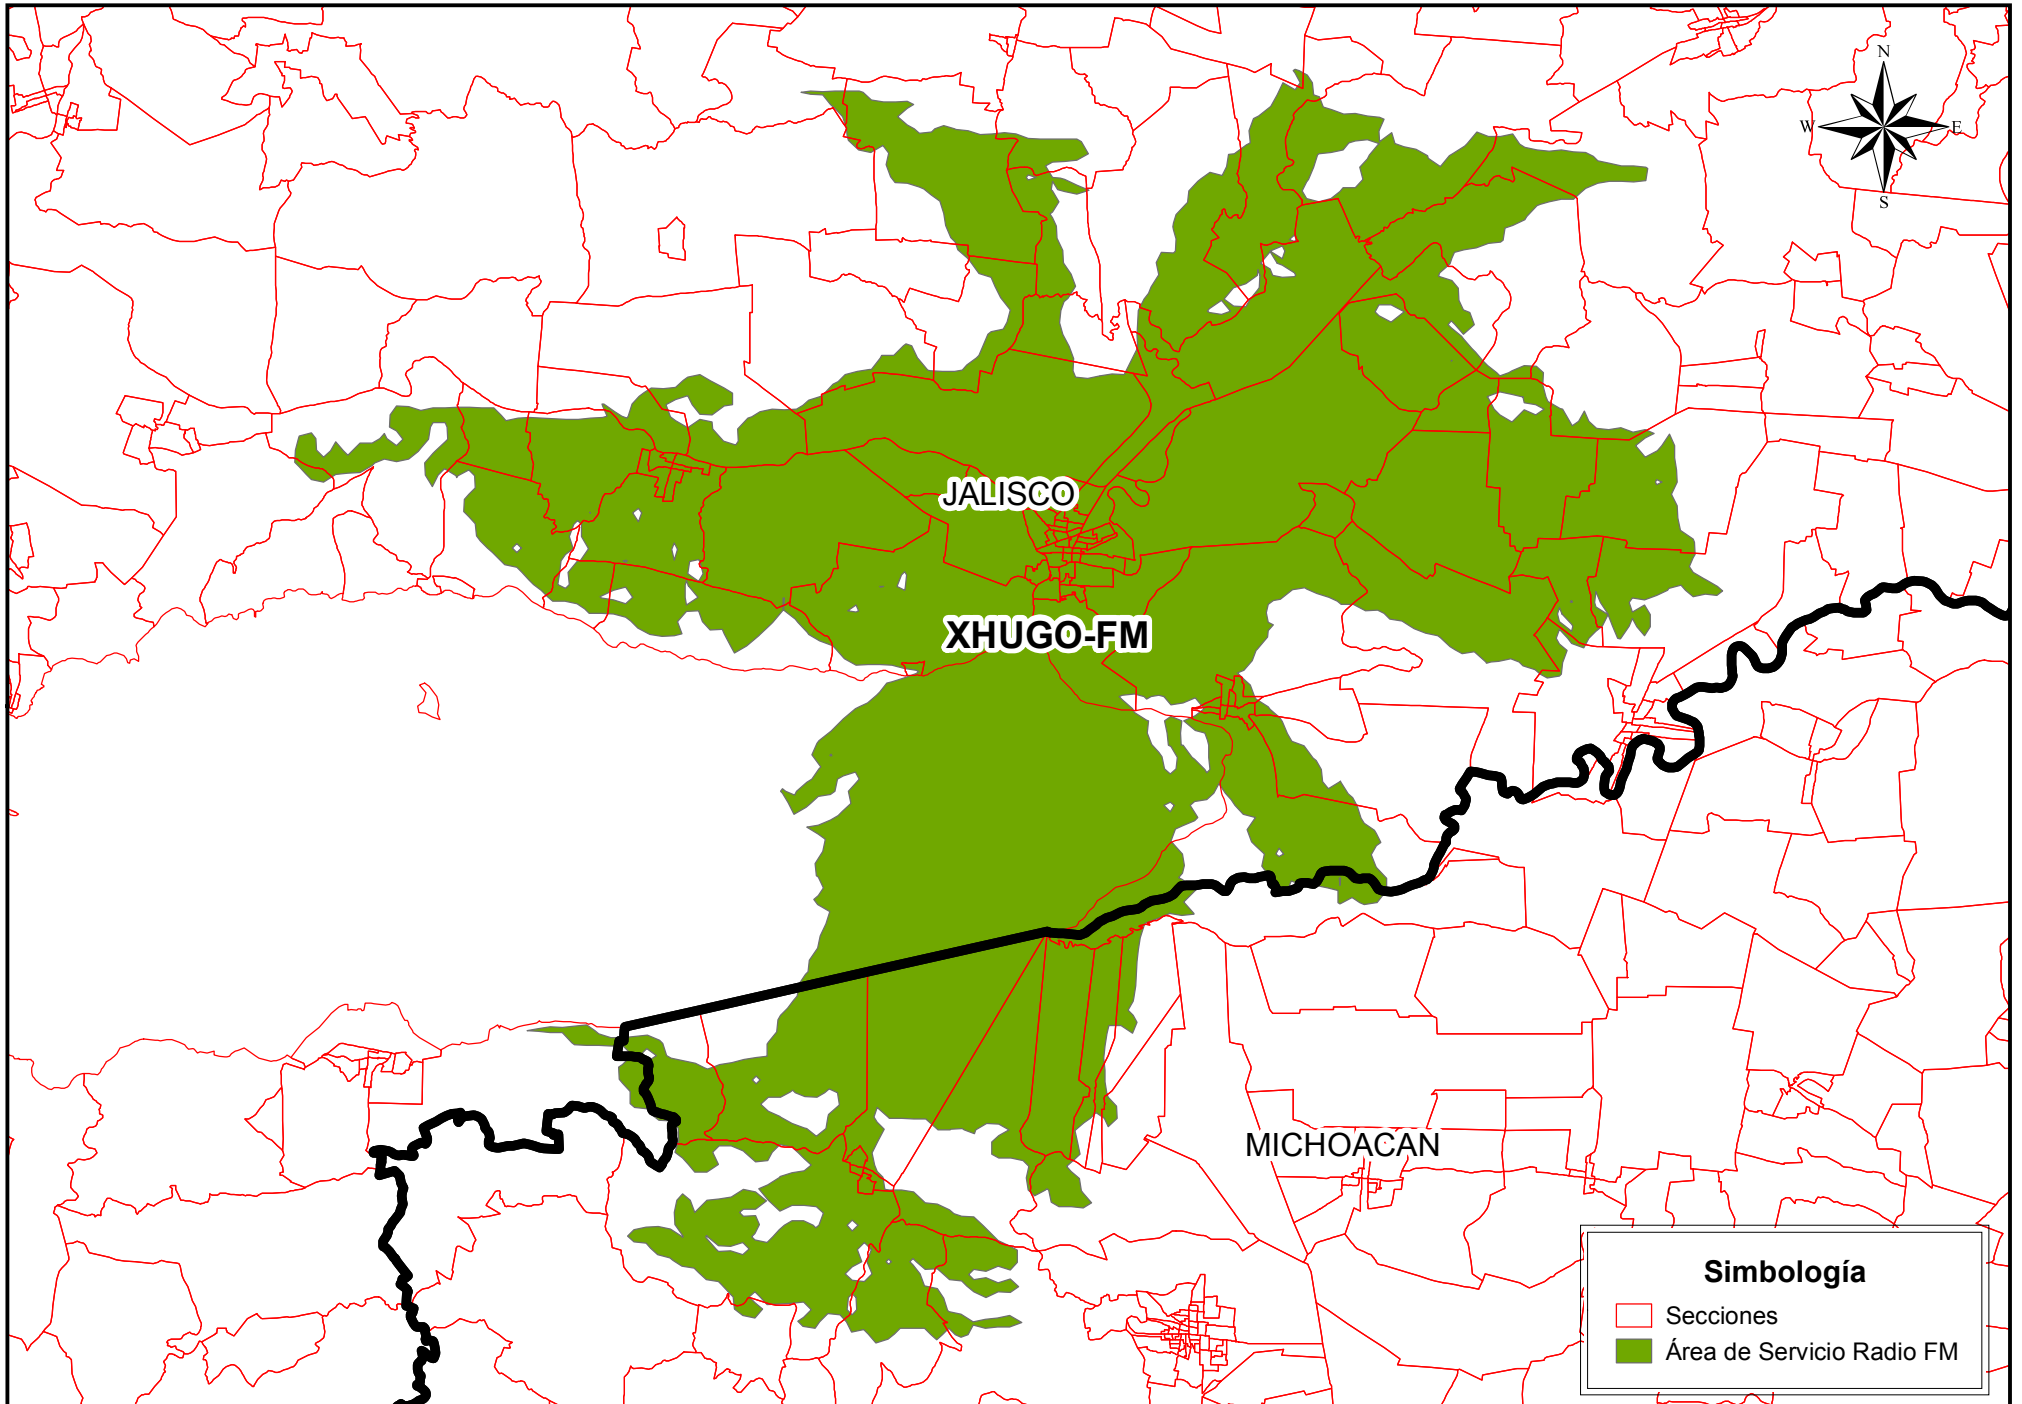 N
W
E
S
JALISCO
XHUGO-FM
MICHOACAN
Simbología
Secciones
Área de Servicio Radio FM